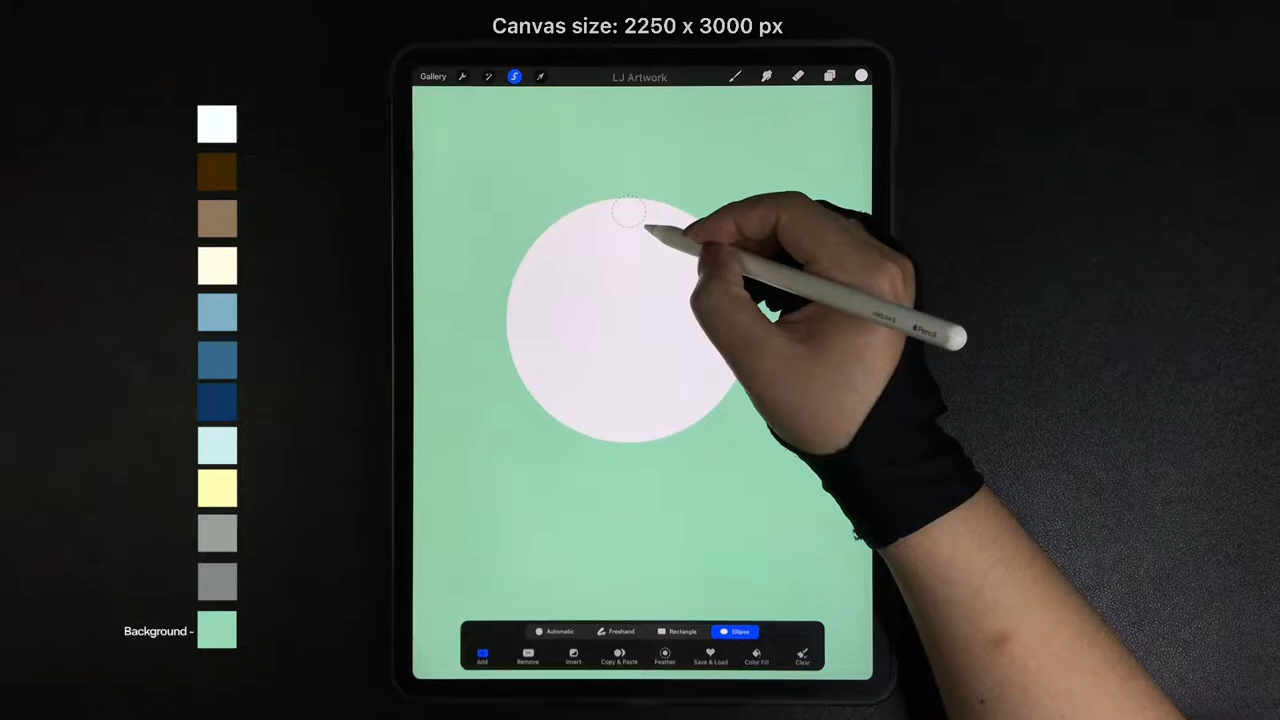 Canvas size: 2250 x 3000 px
Gallery
LJ Artwork
Pencil
Background -
Automatic Freehand Rectangle Ellipse
Add Remove Invert Copy & Paste Feather Save & Load Color Fill Clear